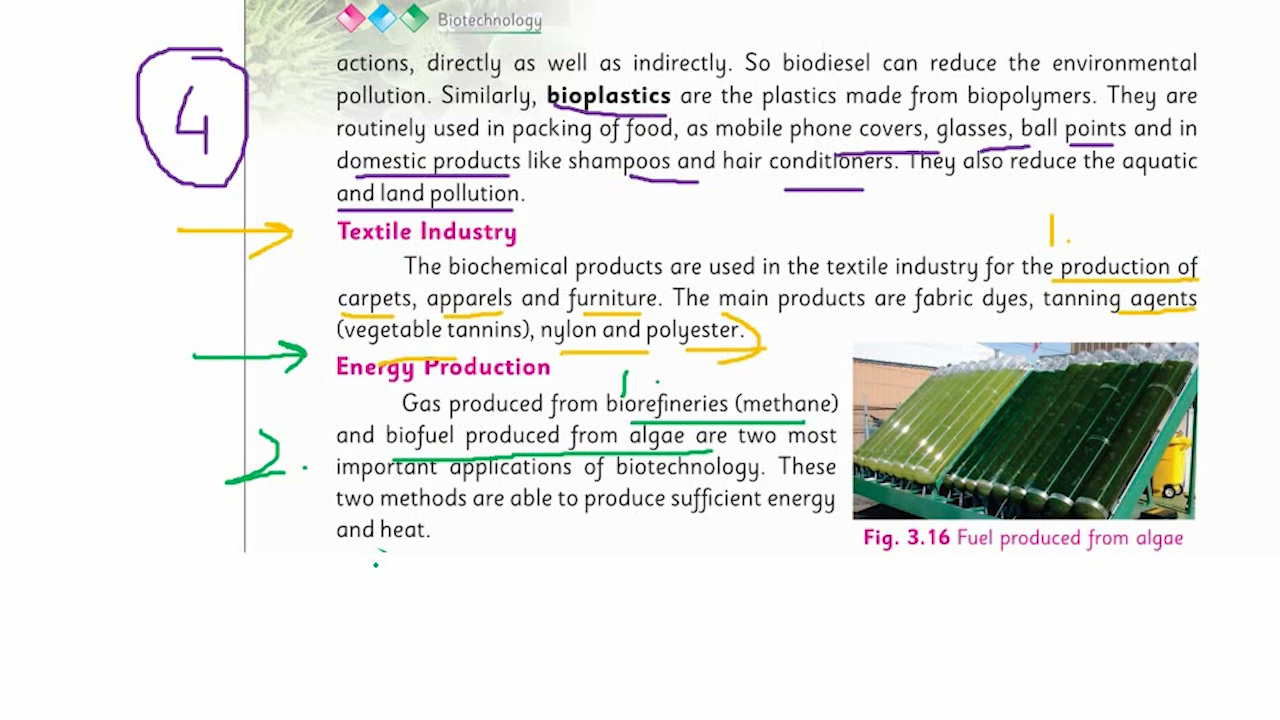 Biotechnology
4
actions, directly as well as indirectly. So biodiesel can reduce the environmental
pollution. Similarly, bioplastics are the plastics made from biopolymers. They are
routinely used in packing of food, as mobile phone covers, glasses, ball points and in
domestic products like shampoos and hair conditioners. They also reduce the aquatic
and land pollution.
Textile Industry
1.
The biochemical products are used in the textile industry for the production of
carpets, apparels and furniture. The main products are fabric dyes, tanning agents
(vegetable tannins), nylon and polyester.
Energy Production
1.
Gas produced from biorefineries (methane)
2.
and biofuel produced from algae are two most
important applications of biotechnology. These
two methods are able to produce sufficient energy
and heat.
Fig. 3.16 Fuel produced from algae